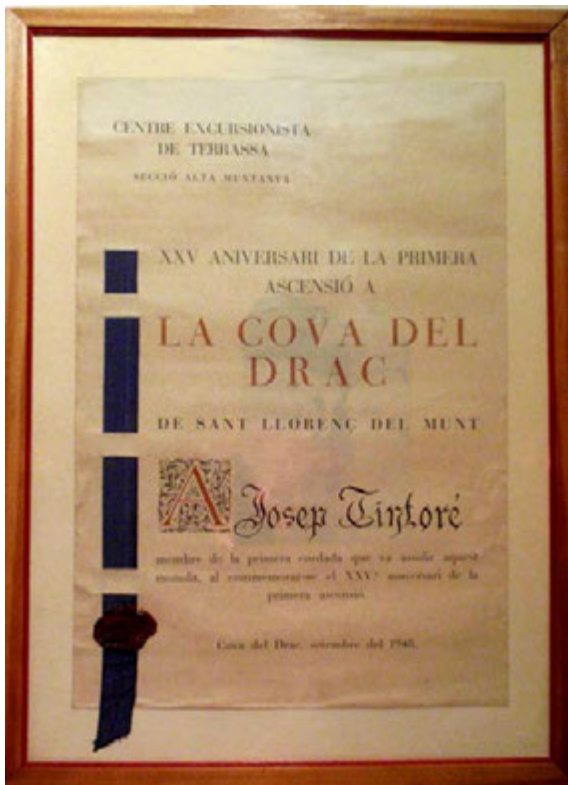 CENTRE EXCURSIONISTA
DE TERRASSA
SECCIÓ ALTA MUNTANYA
XXV ANIVERSARI DE LA PRIMERA
ASCENSIÓ A
LA COVA DEL
DRAC
DE SANT LLORENÇ DEL MUNT
A Josep Tintoré
membre de la primera cordada que va assolir aquest
monolit, al commemorar-se el XXVè aniversari de la
primera ascensió
Cova del Drac, setembre del 1948.